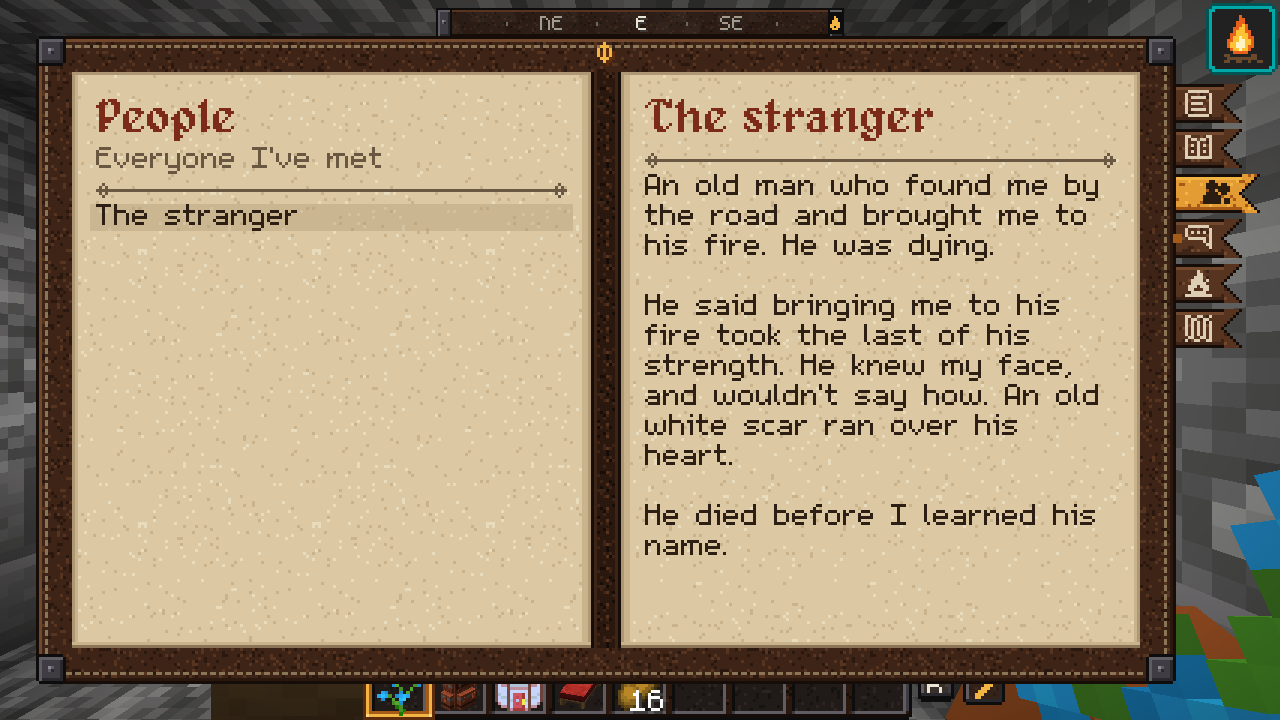 NE E SE
People
Everyone I've met
The stranger
The stranger
An old man who found me by
the road and brought me to
his fire. He was dying.
He said bringing me to his
fire took the last of his
strength. He knew my face,
and wouldn't say how. An old
white scar ran over his
heart.
He died before I learned his
name.
16